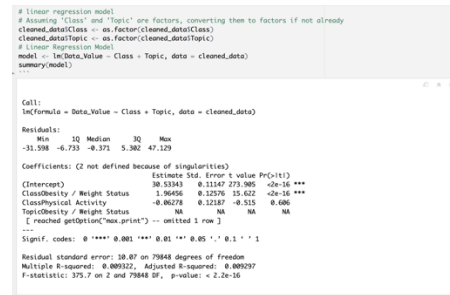 # linear regression model
# Assuming 'Class' and 'Topic' are factors, converting them to factors if not already
cleaned_data$Class <- as.factor(cleaned_data$Class)
cleaned_data$Topic <- as.factor(cleaned_data$Topic)
# Linear Regression Model
model <- lm(Data_Value ~ Class + Topic, data = cleaned_data)
summary(model)
```
Call:
lm(formula = Data_Value ~ Class + Topic, data = cleaned_data)
Residuals:
Min 1Q Median 3Q Max
-31.598 -6.733 -0.371 5.302 47.129
Coefficients: (2 not defined because of singularities)
Estimate Std. Error t value Pr(>|t|)
(Intercept) 30.53343 0.11147 273.905 <2e-16 ***
ClassObesity / Weight Status 1.96456 0.12576 15.622 <2e-16 ***
ClassPhysical Activity -0.06278 0.12187 -0.515 0.606
TopicObesity / Weight Status NA NA NA NA
[ reached getOption("max.print") -- omitted 1 row ]
---
Signif. codes: 0 '***' 0.001 '**' 0.01 '*' 0.05 '.' 0.1 ' ' 1
Residual standard error: 10.07 on 79848 degrees of freedom
Multiple R-squared: 0.009322, Adjusted R-squared: 0.009297
F-statistic: 375.7 on 2 and 79848 DF, p-value: < 2.2e-16